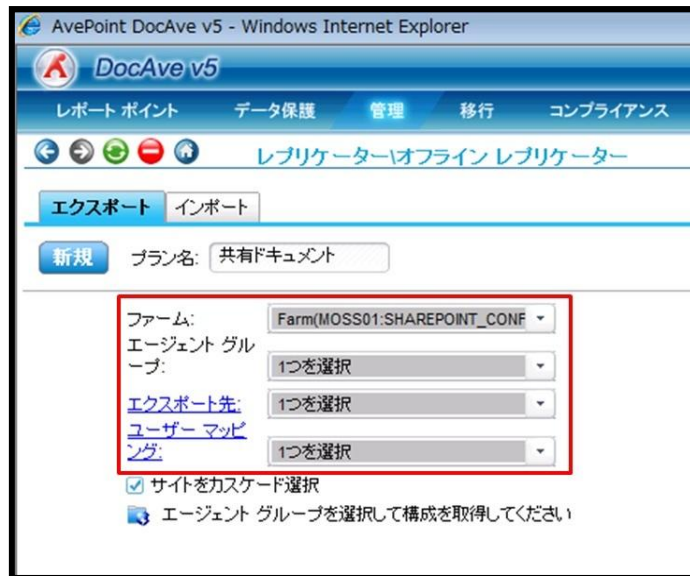 AvePoint DocAve v5 - Windows Internet Explorer
DocAve v5
レポート ポイント データ保護 管理 移行 コンプライアンス
レプリケーター\オフライン レプリケーター
エクスポート インポート
新規 プラン名: 共有ドキュメント
ファーム: Farm(MOSS01:SHAREPOINT_CONF
エージェント グル
ープ: 1つを選択
エクスポート先: 1つを選択
ユーザー マッピ
ング: 1つを選択
サイトをカスケード選択
エージェント グループを選択して構成を取得してください